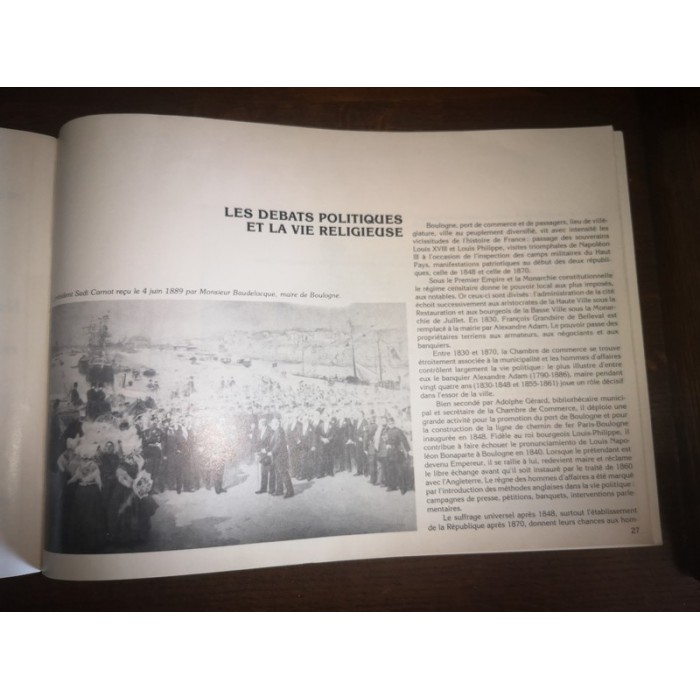 LES DEBATS POLITIQUES
ET LA VIE RELIGIEUSE
Sadi Carnot reçu le 4 juin 1889 par Monsieur Baudelocque, maire de Boulogne.
Boulogne, port de commerce et de passagers, lieu de villé-
giature, ville au peuplement diversifié, vit avec intensité les
vicissitudes de l'histoire de France : passage des souverains
Louis XVIII et Louis Philippe, visites triomphales de Napoléon
III à l'occasion de l'inspection des camps militaires du Haut
Pays, manifestations patriotiques au début des deux républi-
ques, celle de 1848 et celle de 1870.
Sous le Premier Empire et la Monarchie constitutionnelle
le régime censitaire donne le pouvoir local aux plus imposés,
aux notables. Or ceux-ci sont divisés : l'administration de la cité
échoit successivement aux aristocrates de la Haute Ville sous la
Restauration et aux bourgeois de la Basse Ville sous la Monar-
chie de Juillet. En 1830, François Grandsire de Belleval est
remplacé à la mairie par Alexandre Adam. Le pouvoir passe des
propriétaires terriens aux armateurs, aux négociants et aux
banquiers.
Entre 1830 et 1870, la Chambre de commerce se trouve
étroitement associée à la municipalité et les hommes d'affaires
contrôlent largement la vie politique : le plus illustre d'entre
eux le banquier Alexandre Adam (1790-1886), maire pendant
vingt quatre ans (1830-1848 et 1855-1861) joue un rôle décisif
dans l'essor de la ville.
Bien secondé par Adolphe Gérard, bibliothécaire munici-
pal et secrétaire de la Chambre de Commerce, il déploie une
grande activité pour la promotion du port de Boulogne et pour
la construction de la ligne de chemin de fer Paris-Boulogne
inaugurée en 1848. Fidèle au roi bourgeois Louis-Philippe, il
contribue à faire échouer le pronunciamiento de Louis Napo-
léon Bonaparte à Boulogne en 1840. Lorsque le prétendant est
devenu Empereur, il se rallie à lui, redevient maire et réclame
le libre échange avant qu'il soit instauré par le traité de 1860
avec l'Angleterre. Le règne des hommes d'affaires a été marqué
par l'introduction des méthodes anglaises dans la vie politique :
campagnes de presse, pétitions, banquets, interventions parle-
mentaires.
Le suffrage universel après 1848, surtout l'établissement
de la République après 1870, donnent leurs chances aux hom-
27